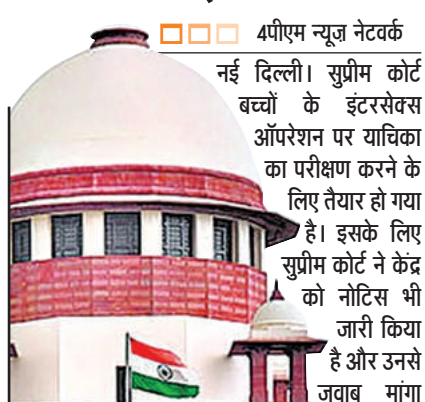 4पीएम न्यूज़ नेटवर्क
नई दिल्ली। सुप्रीम कोर्ट
बच्चों के इंटरसेक्स
ऑपरेशन पर याचिका
का परीक्षण करने के
लिए तैयार हो गया
है। इसके लिए
सुप्रीम कोर्ट ने केंद्र
को नोटिस भी
जारी किया
है और उनसे
जवाब मांगा